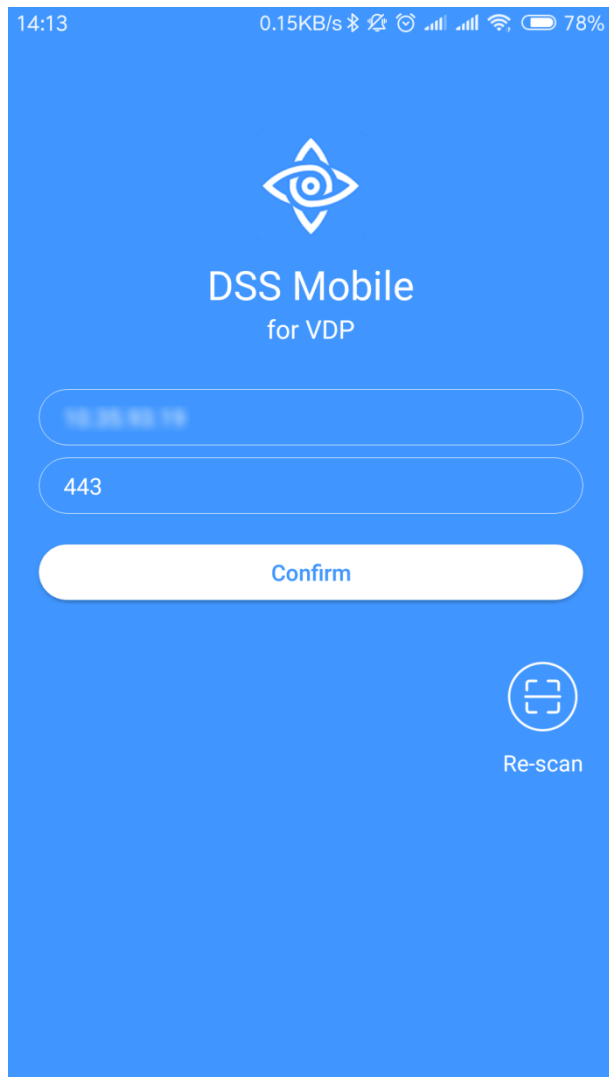 14:13 0.15KB/s 78%
DSS Mobile
for VDP
443
Confirm
Re-scan